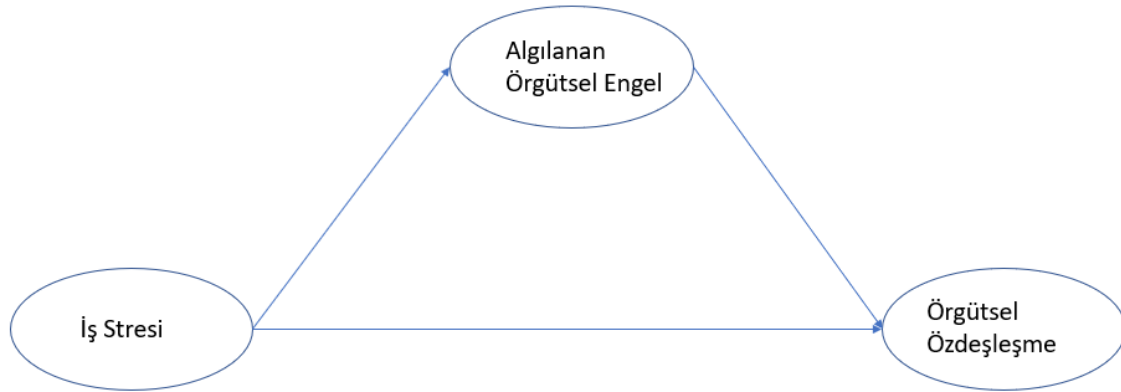 Algılanan
Örgütsel Engel
İş Stresi
Örgütsel
Özdeşleşme